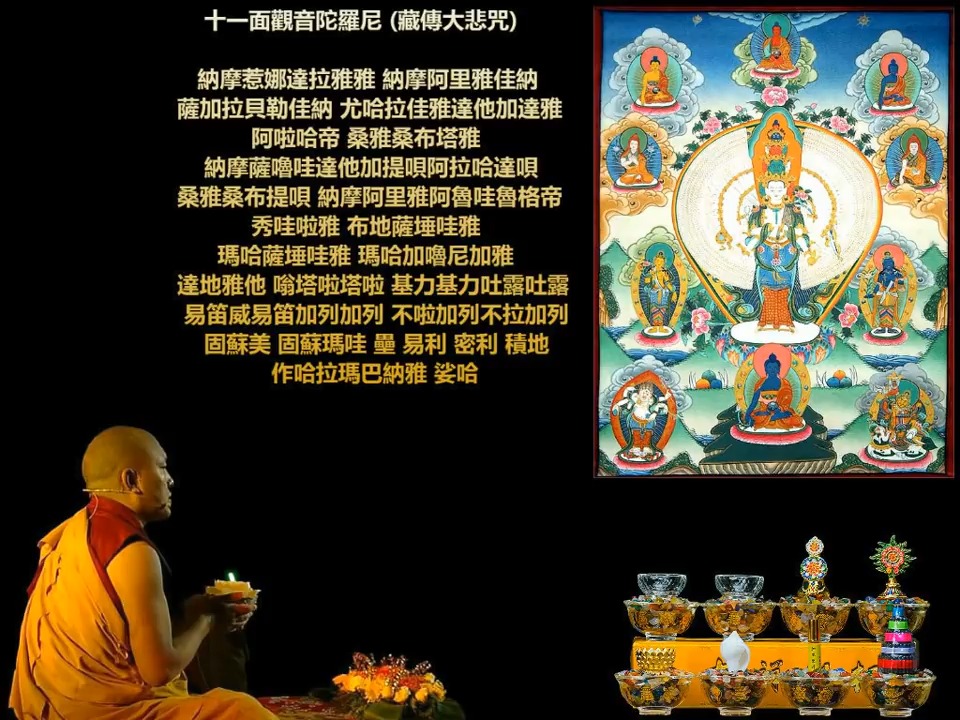 十一面觀音陀羅尼 (藏傳大悲咒)
納摩惹娜達拉雅雅 納摩阿里雅佳納
薩加拉貝勒佳納 尤哈拉佳雅達他加達雅
阿啦哈帝 桑雅桑布塔雅
納摩薩嚕哇達他加提唄阿拉哈達唄
桑雅桑布提唄 納摩阿里雅阿魯哇魯格帝
秀哇啦雅 布地薩埵哇雅
瑪哈薩埵哇雅 瑪哈加嚕尼加雅
達地雅他 嗡塔啦塔啦 基力基力吐露吐露
易笛威易笛加列加列 不啦加列不拉加列
固蘇美 固蘇瑪哇 壘 易利 密利 積地
作哈拉瑪巴納雅 娑哈